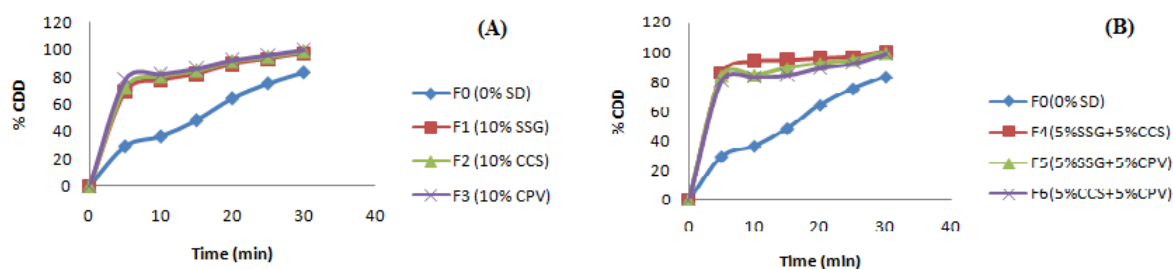 (A)
120
100
80
60
40
20
0
% CDD
0 10 20 30 40
Time (min)
F0 (0% SD)
F1 (10% SSG)
F2 (10% CCS)
F3 (10% CPV)
(B)
120
100
80
60
40
20
0
% CDD
0 10 20 30 40
Time (min)
F0(0% SD)
F4(5%SSG+5%CCS)
F5(5%SSG+5%CPV)
F6(5%CCS+5%CPV)